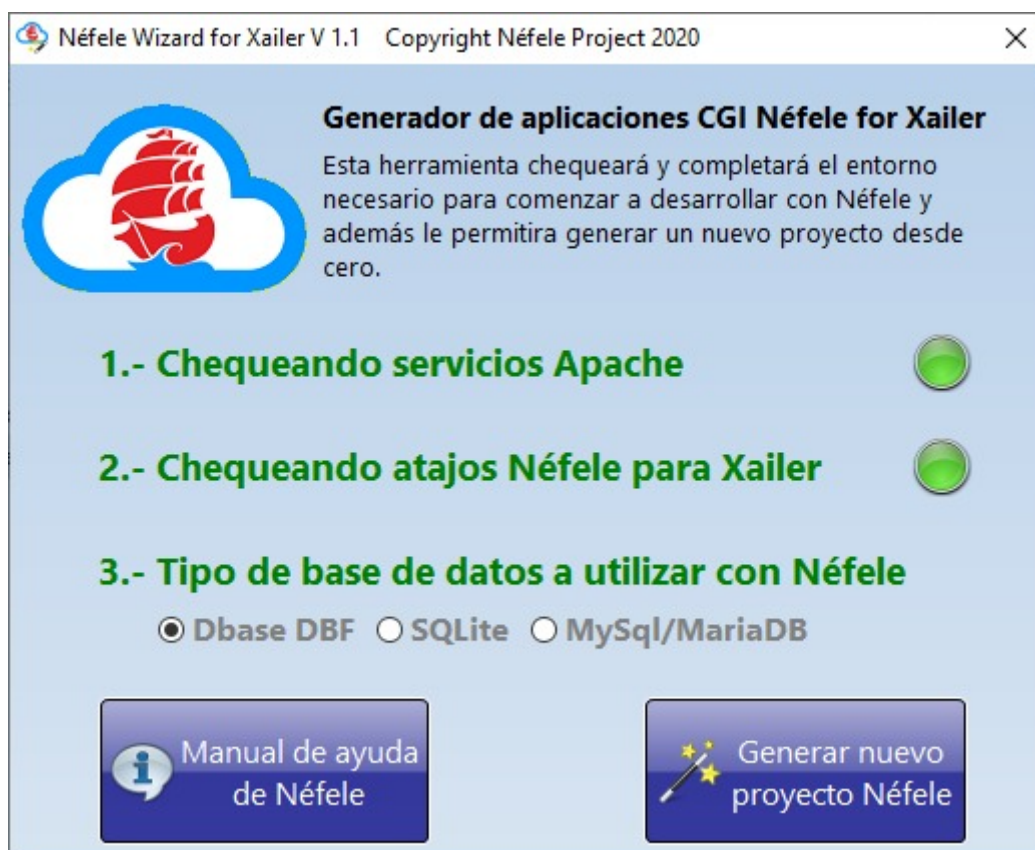 Néfele Wizard for Xailer V 1.1 Copyright Néfele Project 2020
Generador de aplicaciones CGI Néfele for Xailer
Esta herramienta chequeará y completará el entorno
necesario para comenzar a desarrollar con Néfele y
además le permitira generar un nuevo proyecto desde
cero.
1.- Chequeando servicios Apache
2.- Chequeando atajos Néfele para Xailer
3.- Tipo de base de datos a utilizar con Néfele
Dbase DBF SQLite MySql/MariaDB
Manual de ayuda
de Néfele
Generar nuevo
proyecto Néfele